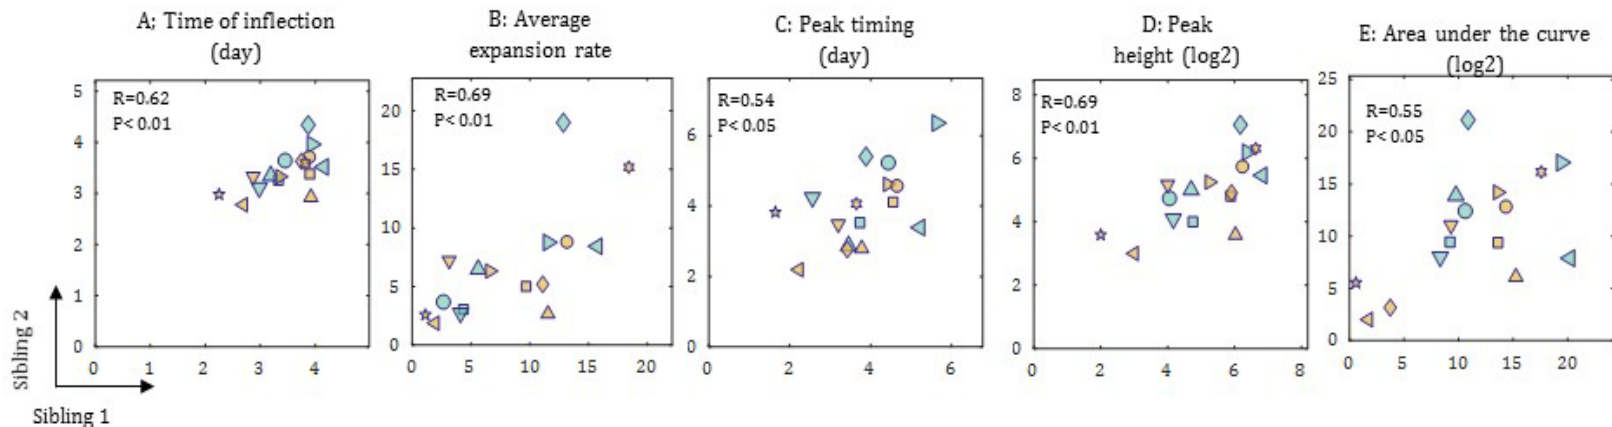 A; Time of inflection
(day)
B: Average
expansion rate
C: Peak timing
(day)
D: Peak
height (log2)
E: Area under the curve
(log2)
R=0.62
P< 0.01
5
4
3
2
1
0
0 1 2 3 4
R=0.69
P< 0.01
20
15
10
5
0
0 5 10 15 20
R=0.54
P< 0.05
6
4
2
0
0 2 4 6
R=0.69
P< 0.01
8
6
4
2
0
0 2 4 6 8
R=0.55
P< 0.05
25
20
15
10
5
0
0 5 10 15 20
Sibling 2
Sibling 1